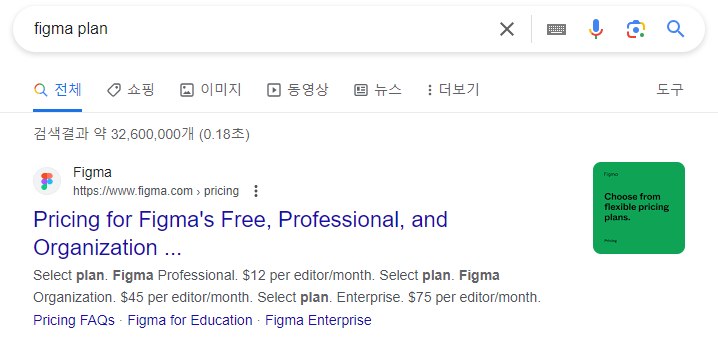 figma plan
전체 쇼핑 이미지 동영상 뉴스 더보기 도구
검색결과 약 32,600,000개 (0.18초)
Figma
https://www.figma.com › pricing
Pricing for Figma's Free, Professional, and
Organization ...
Select plan. Figma Professional. $12 per editor/month. Select plan. Figma
Organization. $45 per editor/month. Select plan. Enterprise. $75 per editor/month.
Pricing FAQs · Figma for Education · Figma Enterprise
Figma
Choose from
flexible pricing
plans.
Pricing